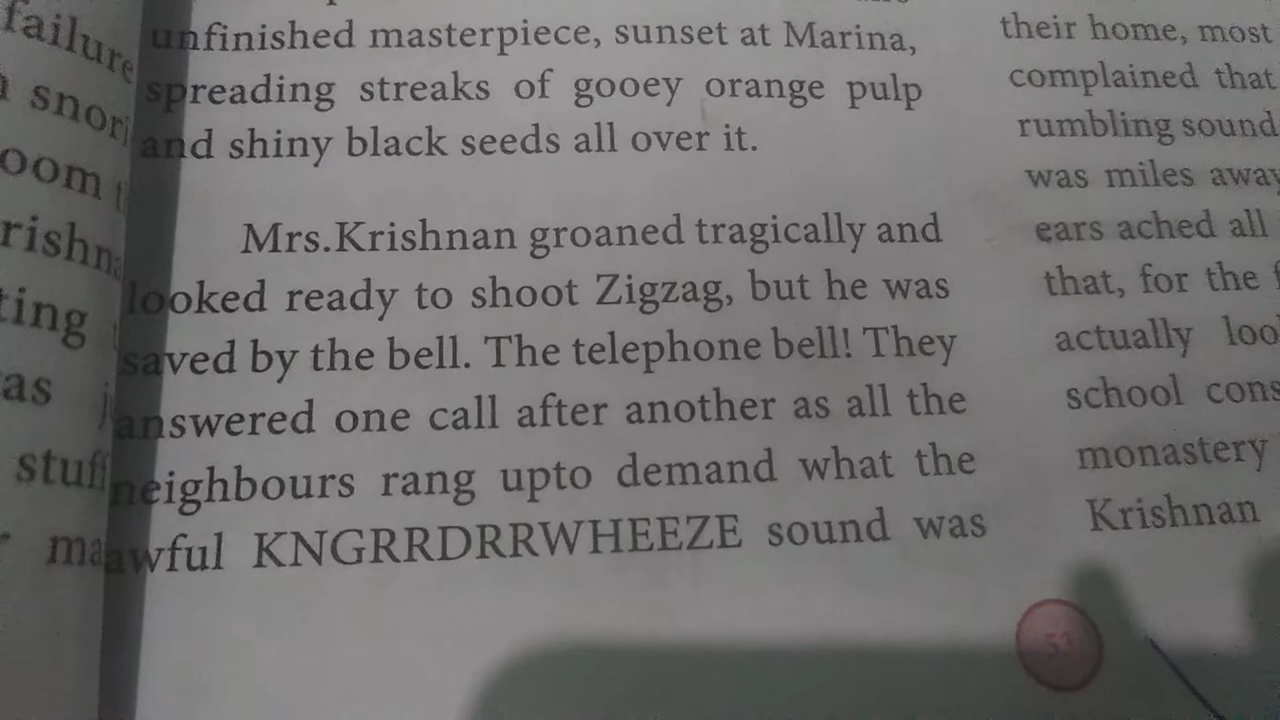 failure
snori
oom
rishna
ting
as
stuff
ma
unfinished masterpiece, sunset at Marina,
spreading streaks of gooey orange pulp
and shiny black seeds all over it.
Mrs.Krishnan groaned tragically and
looked ready to shoot Zigzag, but he was
saved by the bell. The telephone bell! They
answered one call after another as all the
neighbours rang upto demand what the
awful KNGRRDRRWHEEZE sound was
their home, most
complained that
rumbling sound
was miles away
ears ached all
that, for the
actually loo
school cons
monastery
Krishnan